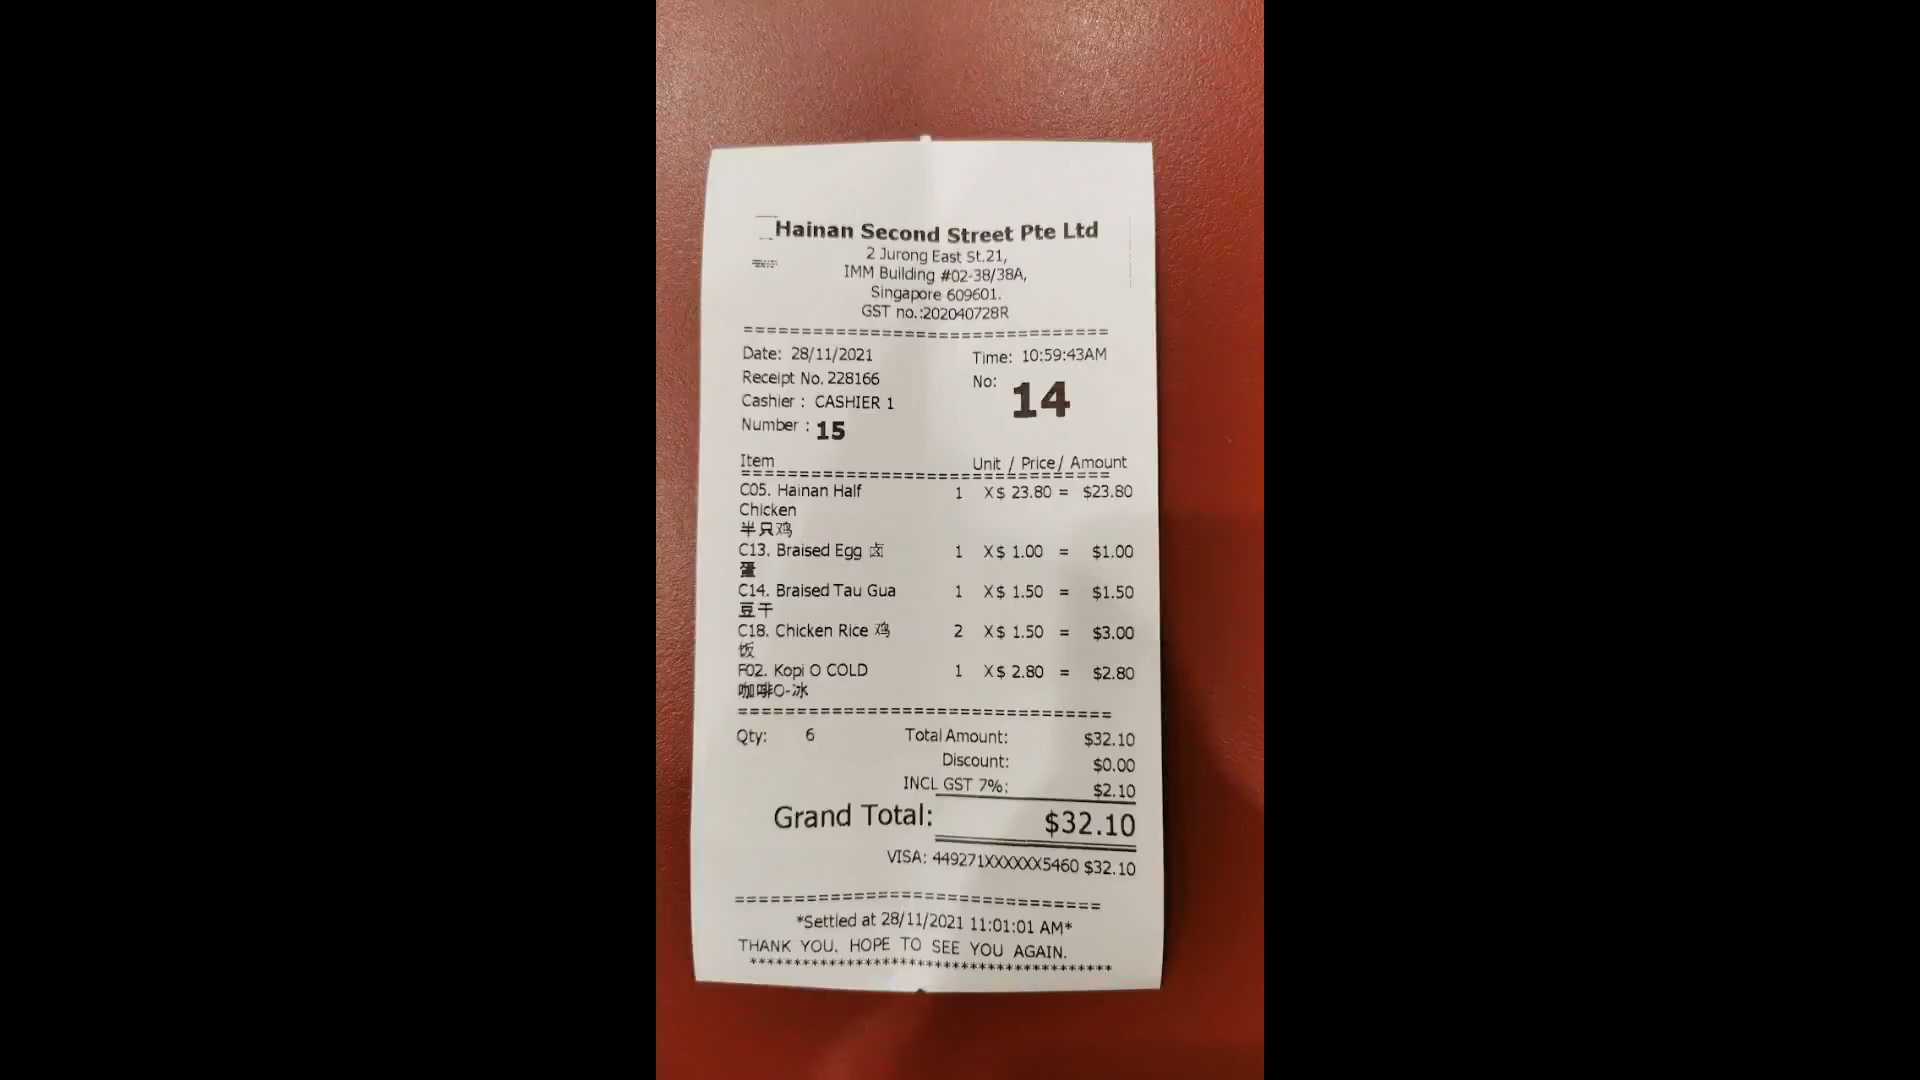 Hainan Second Street Pte Ltd
2 Jurong East St.21,
IMM Building #02-38/38A,
Singapore 609601.
GST no.:202040728R
===============================
Date: 28/11/2021 Time: 10:59:43AM
Receipt No. 228166 No: 14
Cashier : CASHIER 1
Number : 15
Item Unit / Price/ Amount
===============================
C05. Hainan Half 1 X$ 23.80 = $23.80
Chicken
半只鸡
C13. Braised Egg 卤 1 X$ 1.00 = $1.00
蛋
C14. Braised Tau Gua 1 X$ 1.50 = $1.50
豆干
C18. Chicken Rice 鸡 2 X$ 1.50 = $3.00
饭
F02. Kopi O COLD 1 X$ 2.80 = $2.80
咖啡O-冰
===============================
Qty: 6 Total Amount: $32.10
Discount: $0.00
INCL GST 7%: $2.10
Grand Total: $32.10
VISA: 449271XXXXXX5460 $32.10
===============================
*Settled at 28/11/2021 11:01:01 AM*
THANK YOU. HOPE TO SEE YOU AGAIN.
****************************************